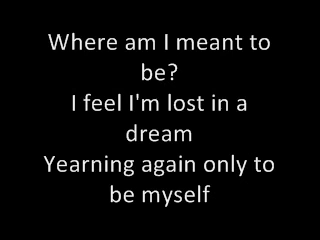 Where am I meant to
be?
I feel I'm lost in a
dream
Yearning again only to
be myself